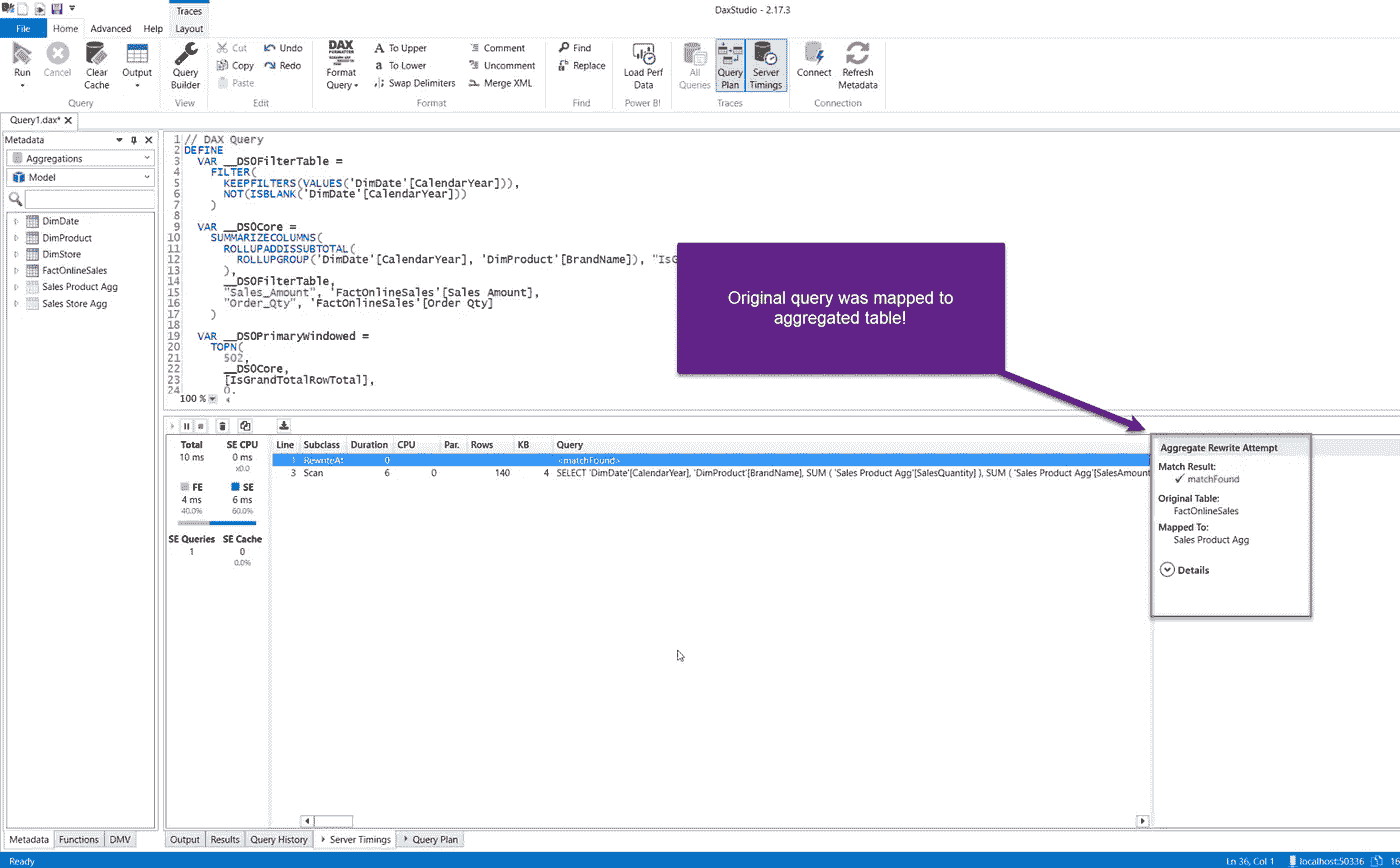 Traces
DaxStudio - 2.17.3
File Home Advanced Help Layout
Run
Cancel
Clear Cache
Output
Query
Query Builder
View
Cut
Copy
Paste
Undo
Redo
Edit
DAX FORMATTER
Format Query
To Upper
To Lower
Swap Delimiters
Comment
Uncomment
Merge XML
Format
Find
Replace
Find
Load Perf Data
Power BI
All Queries
Query Plan
Server Timings
Traces
Connect
Refresh Metadata
Connection
Query1.dax*
Metadata
Aggregations
Model
DimDate
DimProduct
DimStore
FactOnlineSales
Sales Product Agg
Sales Store Agg
1 // DAX Query
2 DEFINE
3 VAR __DS0FilterTable =
4 FILTER(
5 KEEPFILTERS(VALUES('DimDate'[CalendarYear])),
6 NOT(ISBLANK('DimDate'[CalendarYear]))
7 )
8
9 VAR __DS0Core =
10 SUMMARIZECOLUMNS(
11 ROLLUPADDISSUBTOTAL(
12 ROLLUPGROUP('DimDate'[CalendarYear], 'DimProduct'[BrandName]), "IsG
13 ),
14 __DS0FilterTable,
15 "Sales_Amount", 'FactOnlineSales'[Sales Amount],
16 "Order_Qty", 'FactOnlineSales'[Order Qty]
17 )
18
19 VAR __DS0PrimaryWindowed =
20 TOPN(
21 502,
22 __DS0Core,
23 [IsGrandTotalRowTotal],
24 0,
100 %
Original query was mapped to
aggregated table!
Total SE CPU
10 ms 0 ms
x0.0
FE SE
4 ms 6 ms
40.0% 60.0%
SE Queries SE Cache
1 0
0.0%
Line Subclass Duration CPU Par. Rows KB Query
1 RewriteAt 0 <matchFound>
3 Scan 6 0 140 4 SELECT 'DimDate'[CalendarYear], 'DimProduct'[BrandName], SUM ( 'Sales Product Agg'[SalesQuantity] ), SUM ( 'Sales Product Agg'[SalesAmount
Aggregate Rewrite Attempt
Match Result:
matchFound
Original Table:
FactOnlineSales
Mapped To:
Sales Product Agg
Details
Metadata Functions DMV
Output Results Query History Server Timings Query Plan
Ready
Ln 36, Col 1 localhost:50336 16